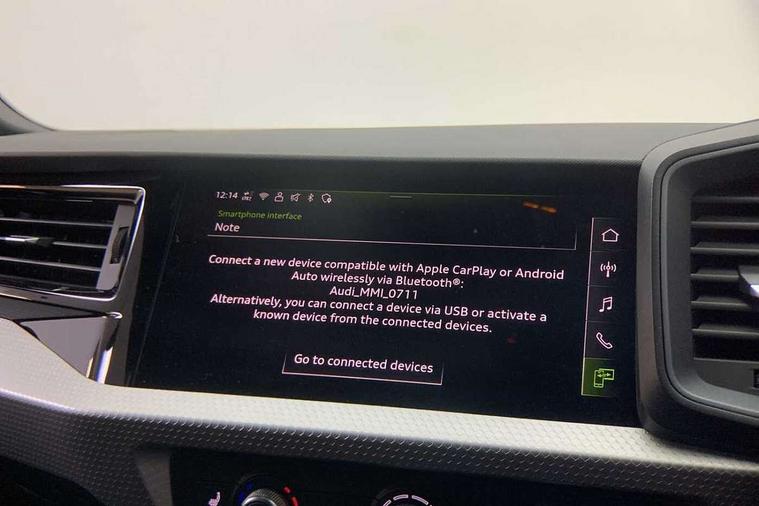 12:14
Smartphone interface
Note
Connect a new device compatible with Apple CarPlay or Android
Auto wirelessly via Bluetooth®:
Audi_MMI_0711
Alternatively, you can connect a device via USB or activate a
known device from the connected devices.
Go to connected devices